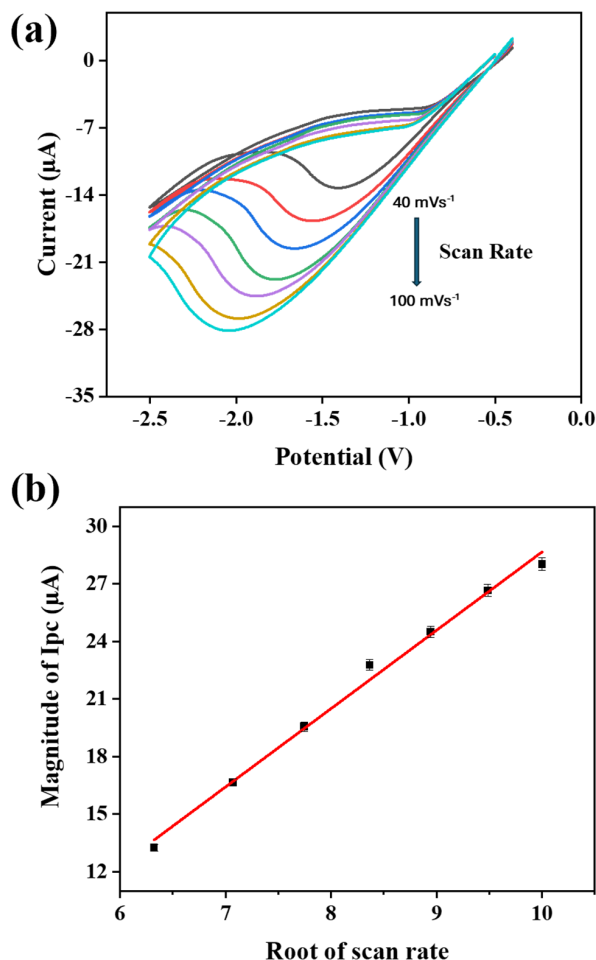 (a)
0
-7
-14
-21
-28
-35
Current (µA)
40 mVs⁻¹
Scan Rate
100 mVs⁻¹
-2.5 -2.0 -1.5 -1.0 -0.5 0.0
Potential (V)
(b)
30
27
24
21
18
15
12
Magnitude of Ipc (µA)
6 7 8 9 10
Root of scan rate